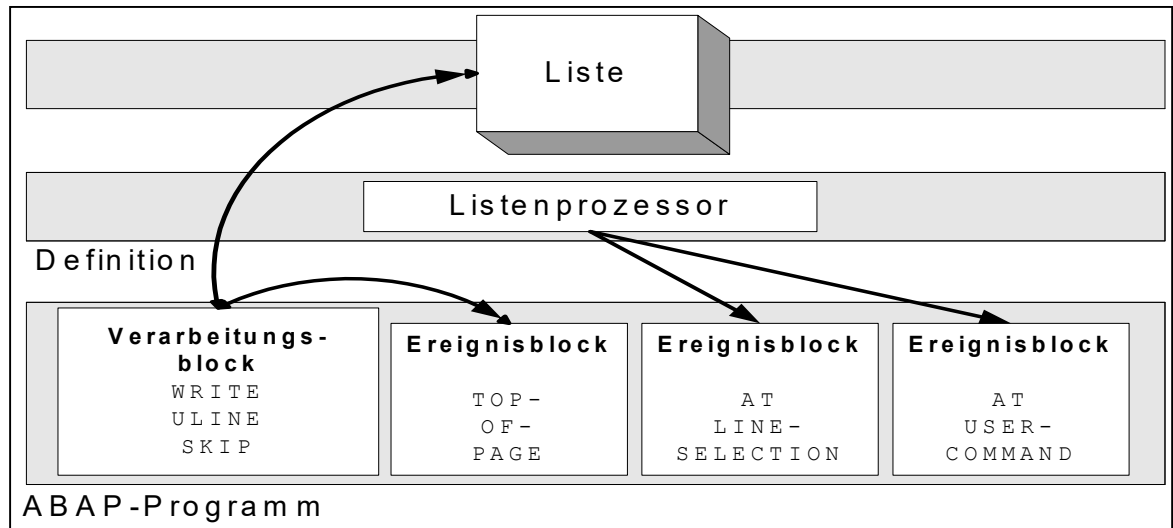 Liste
Listenprozessor
Definition
Verarbeitungs-
block
WRITE
ULINE
SKIP
Ereignisblock
TOP-
OF-
PAGE
Ereignisblock
AT
LINE-
SELECTION
Ereignisblock
AT
USER-
COMMAND
ABAP-Programm